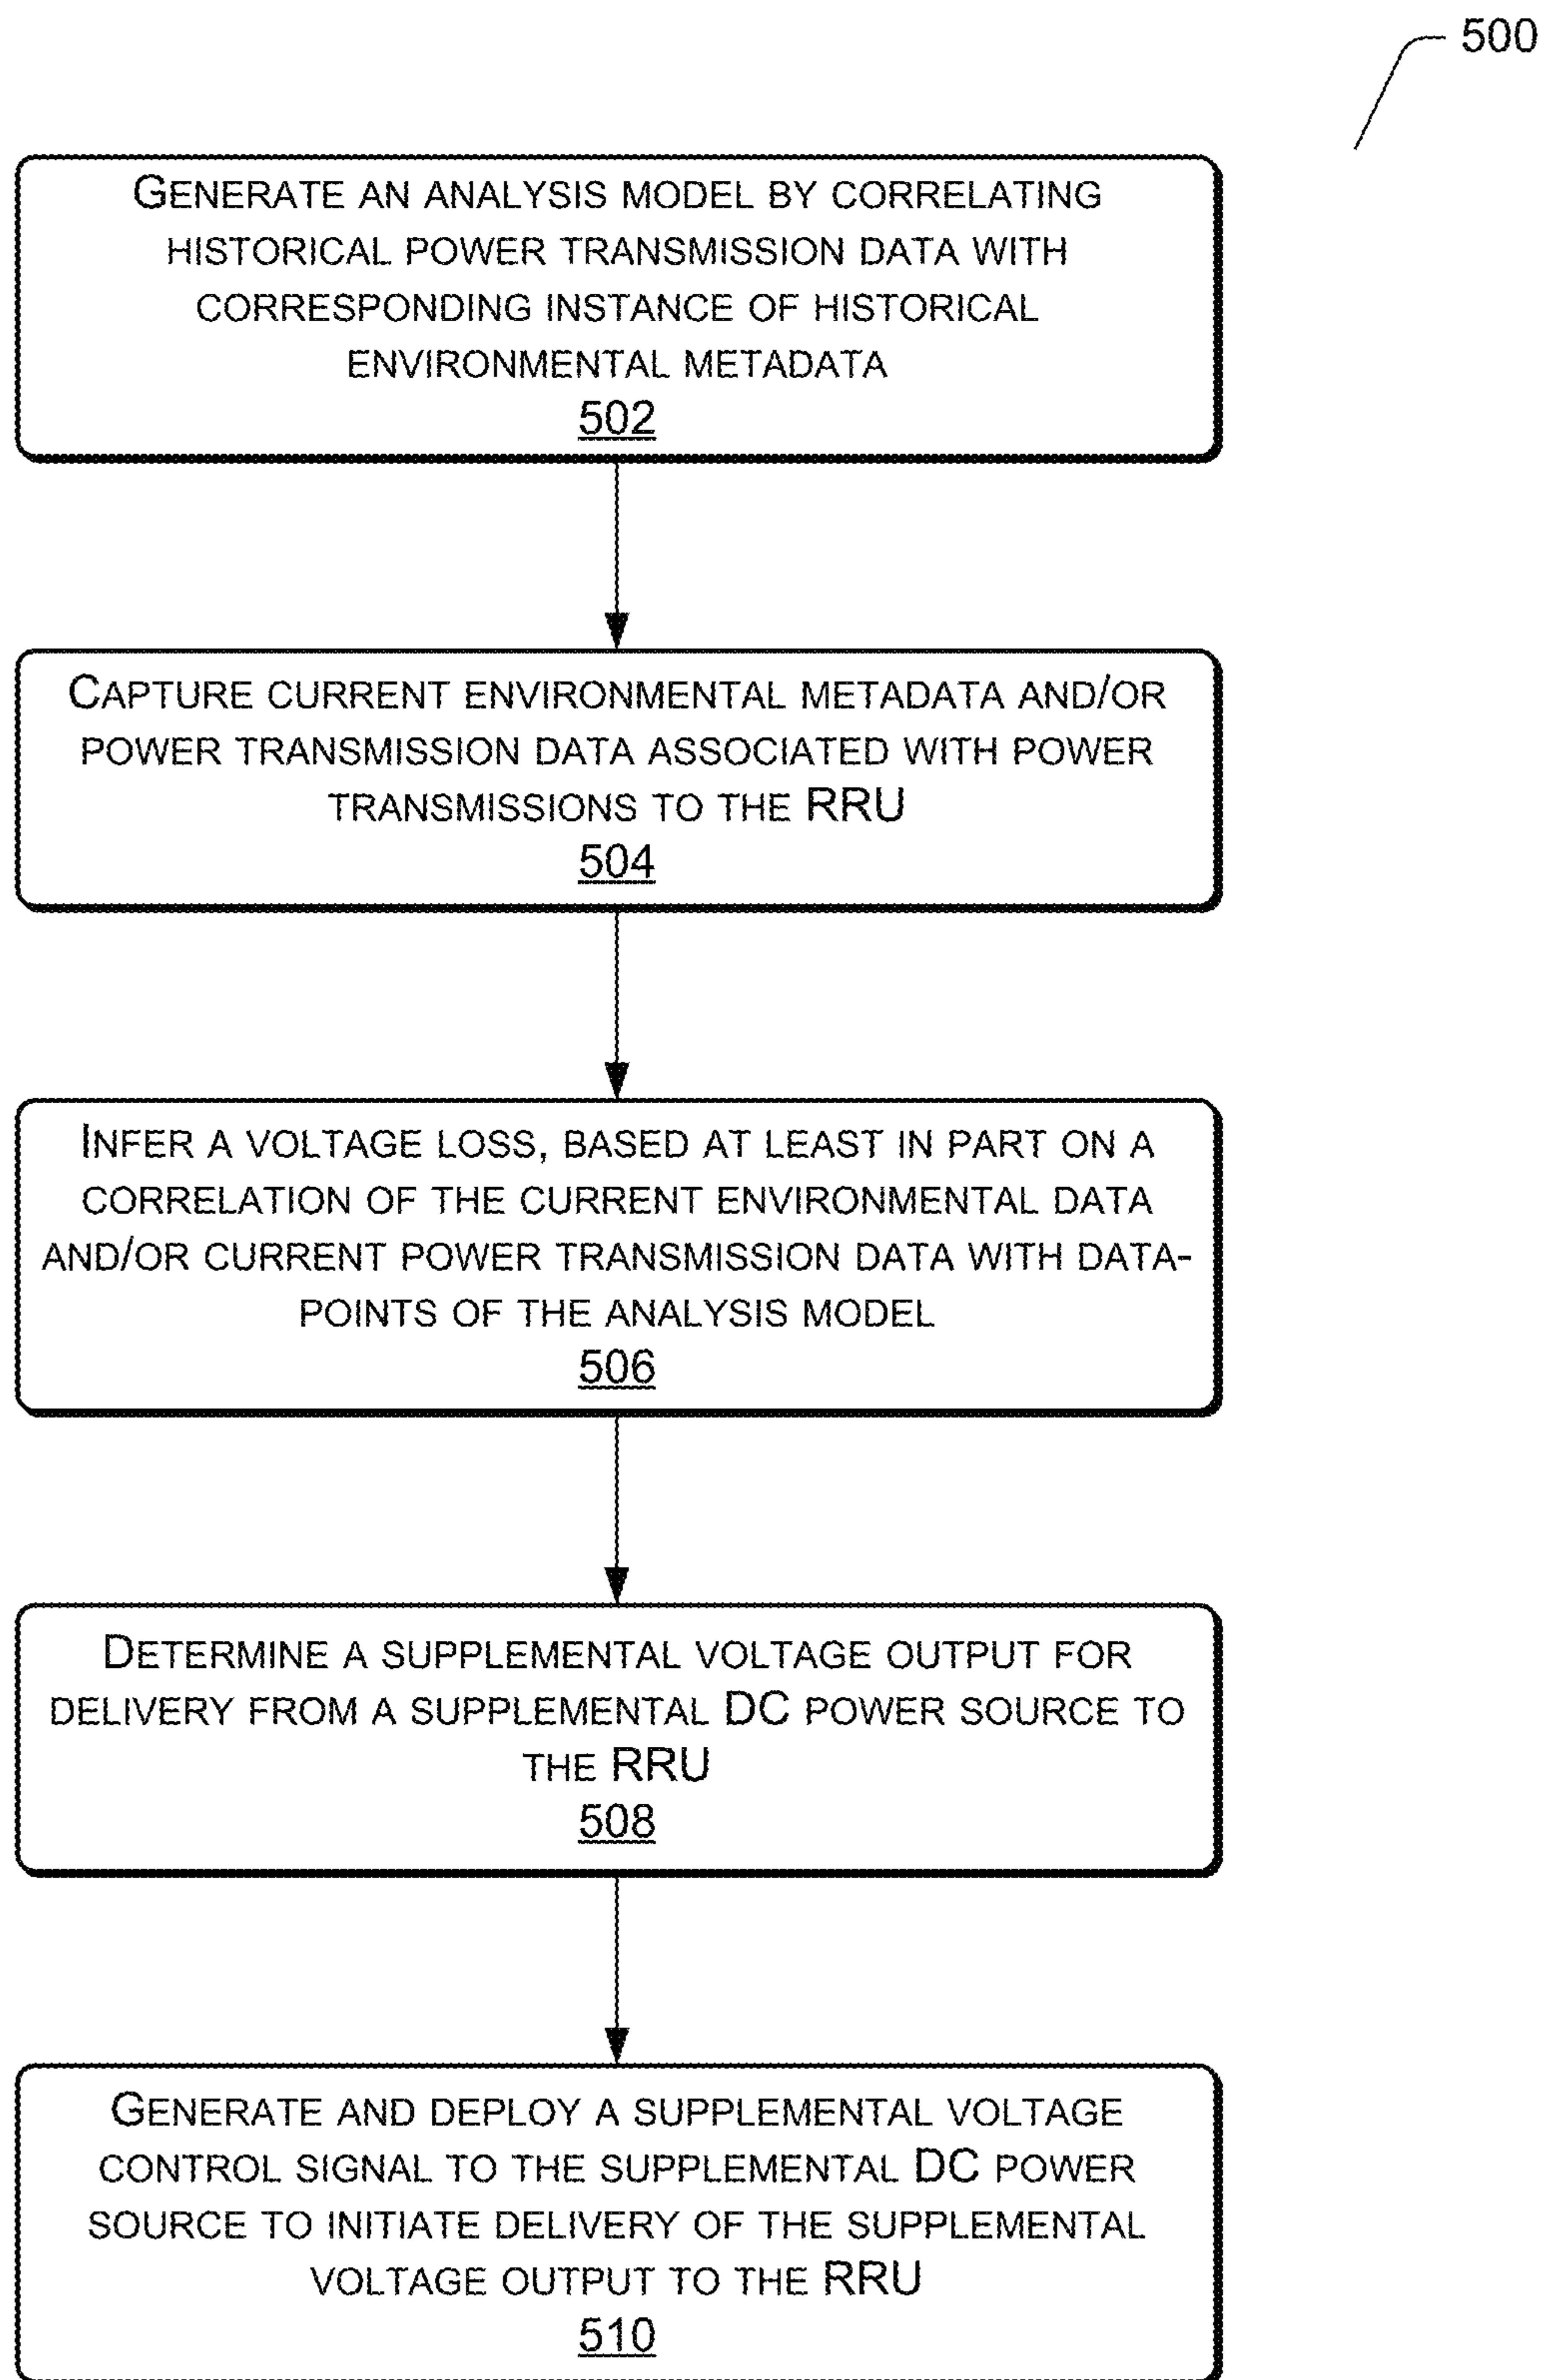 500
GENERATE AN ANALYSIS MODEL BY CORRELATING
HISTORICAL POWER TRANSMISSION DATA WITH
CORRESPONDING INSTANCE OF HISTORICAL
ENVIRONMENTAL METADATA
502
CAPTURE CURRENT ENVIRONMENTAL METADATA AND/OR
POWER TRANSMISSION DATA ASSOCIATED WITH POWER
TRANSMISSIONS TO THE RRU
504
INFER A VOLTAGE LOSS, BASED AT LEAST IN PART ON A
CORRELATION OF THE CURRENT ENVIRONMENTAL DATA
AND/OR CURRENT POWER TRANSMISSION DATA WITH DATA-
POINTS OF THE ANALYSIS MODEL
506
DETERMINE A SUPPLEMENTAL VOLTAGE OUTPUT FOR
DELIVERY FROM A SUPPLEMENTAL DC POWER SOURCE TO
THE RRU
508
GENERATE AND DEPLOY A SUPPLEMENTAL VOLTAGE
CONTROL SIGNAL TO THE SUPPLEMENTAL DC POWER
SOURCE TO INITIATE DELIVERY OF THE SUPPLEMENTAL
VOLTAGE OUTPUT TO THE RRU
510